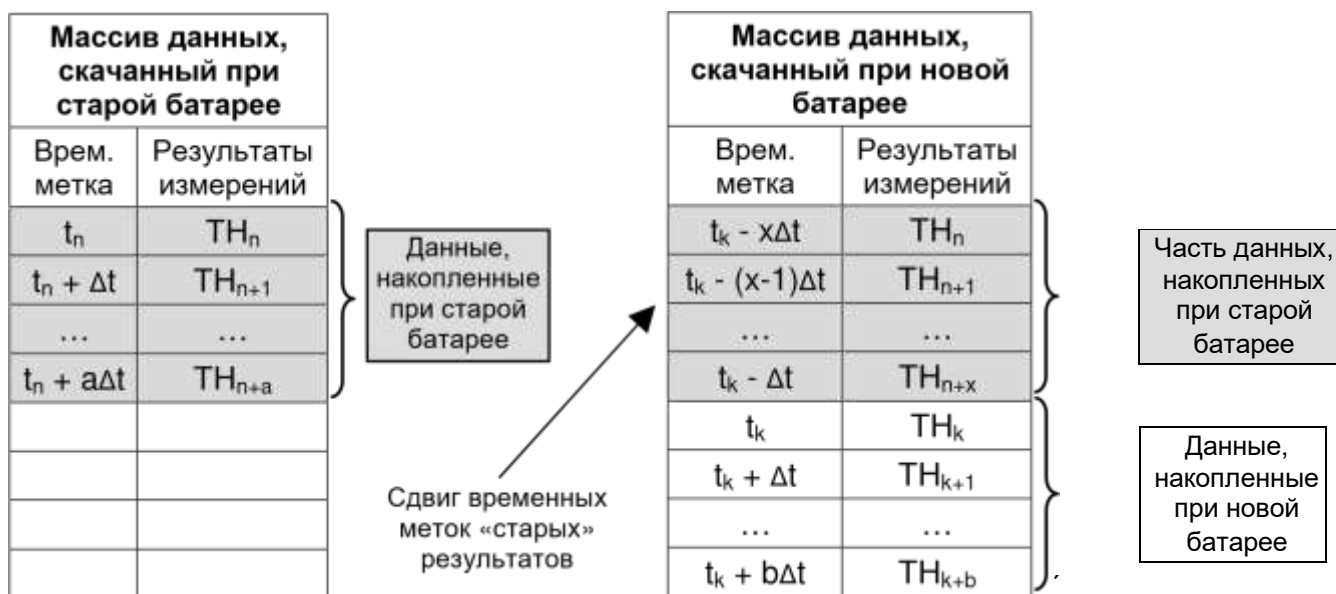 Массив данных,
скачанный при
старой батарее
Врем.
метка
Результаты
измерений
tn THn
tn + Δt THn+1
... ...
tn + aΔt THn+a
Данные,
накопленные
при старой
батарее
Сдвиг временных
меток «старых»
результатов
Массив данных,
скачанный при новой
батарее
Врем.
метка
Результаты
измерений
tk - xΔt THn
tk - (x-1)Δt THn+1
... ...
tk - Δt THn+x
tk THk
tk + Δt THk+1
... ...
tk + bΔt THk+b
Часть данных,
накопленных
при старой
батарее
Данные,
накопленные
при новой
батарее